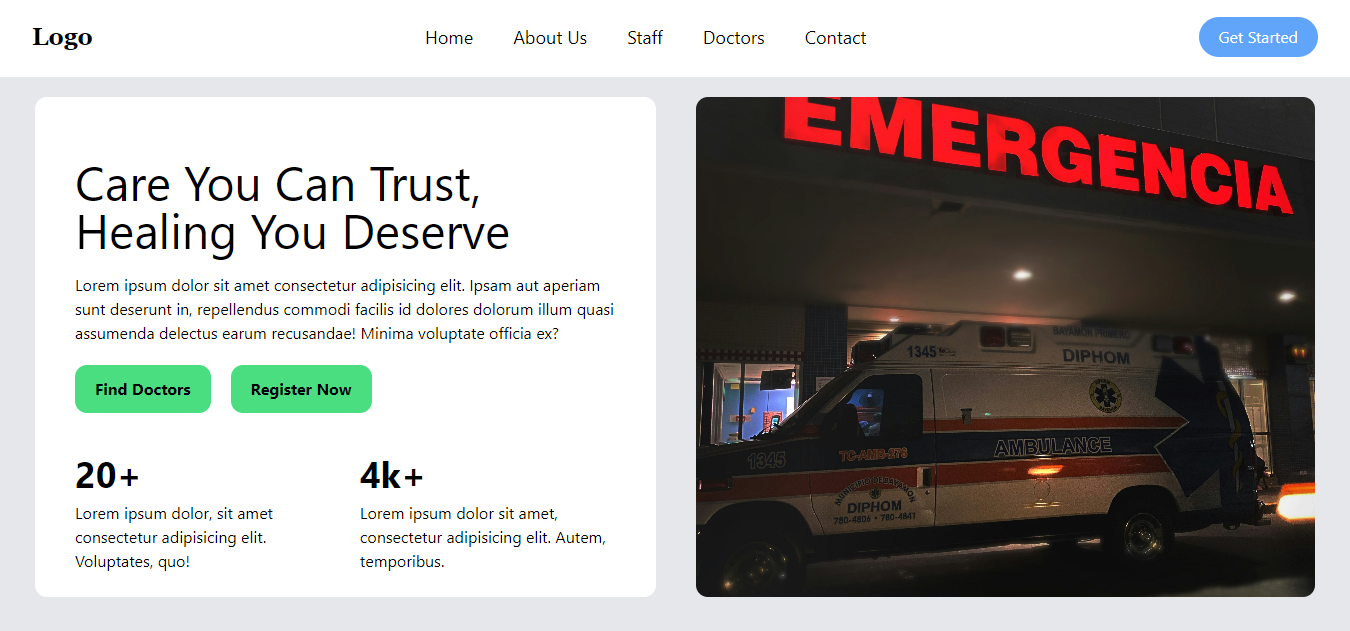 Logo
Home
About Us
Staff
Doctors
Contact
Get Started
Care You Can Trust,
Healing You Deserve
Lorem ipsum dolor sit amet consectetur adipisicing elit. Ipsam aut aperiam
sunt deserunt in, repellendus commodi facilis id dolores dolorum illum quasi
assumenda delectus earum recusandae! Minima voluptate officia ex?
Find Doctors
Register Now
20+
Lorem ipsum dolor, sit amet
consectetur adipisicing elit.
Voluptates, quo!
4k+
Lorem ipsum dolor sit amet,
consectetur adipisicing elit. Autem,
temporibus.
EMERGENCIA
BAYAMON
1345
DIPHOM
AMBULANCE
1345
TC-AMB-276
MUNICIPIO DE BAYAMON
DIPHOM
780-4806 • 780-4841